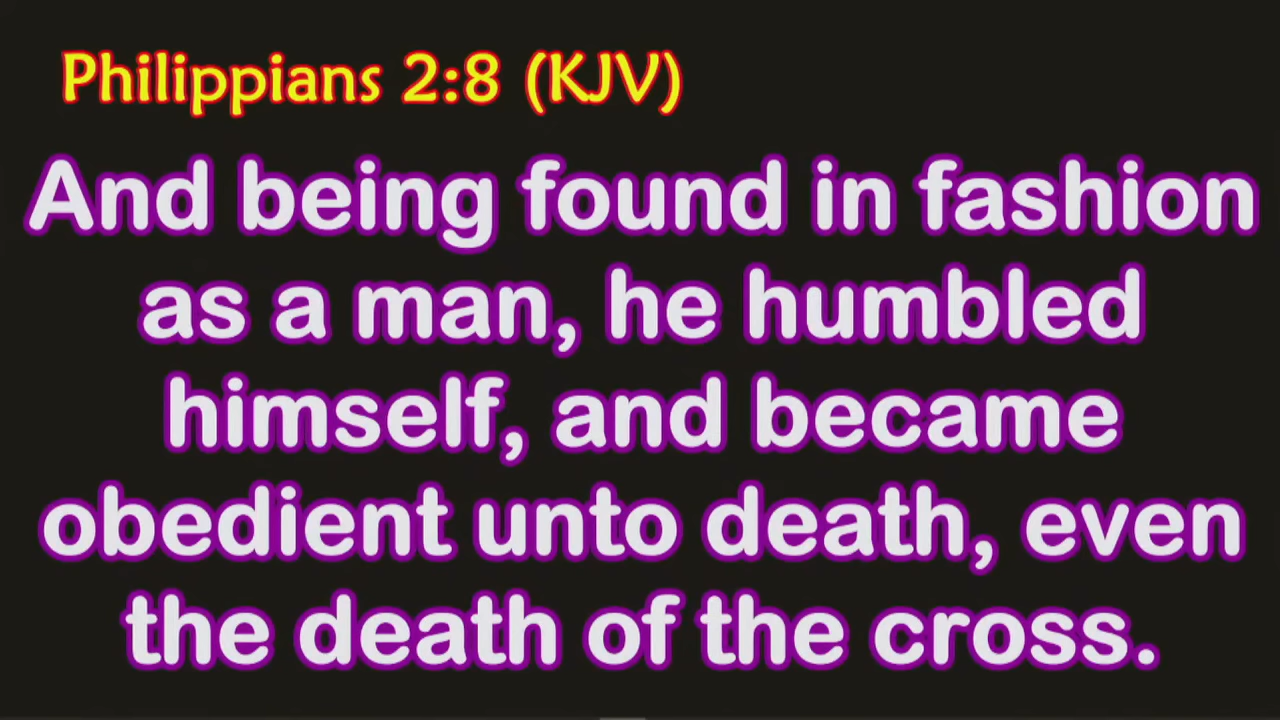 Philippians 2:8 (KJV)
And being found in fashion
as a man, he humbled
himself, and became
obedient unto death, even
the death of the cross.